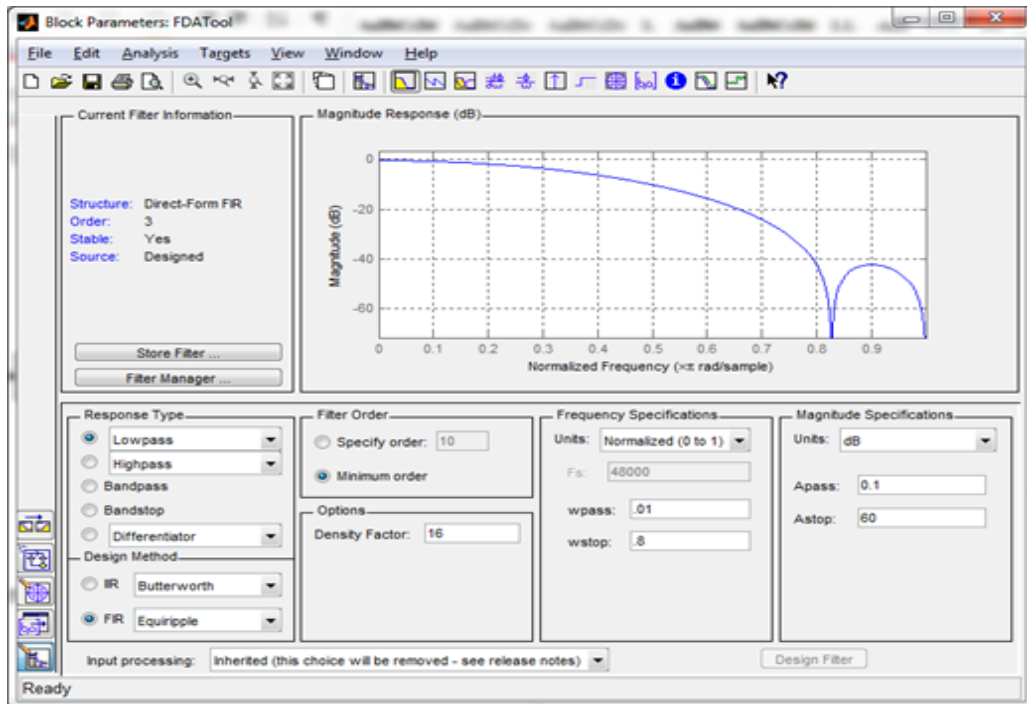 Block Parameters: FDATool
File Edit Analysis Targets View Window Help
Current Filter Information
Structure: Direct-Form FIR
Order: 3
Stable: Yes
Source: Designed
Store Filter ...
Filter Manager ...
Magnitude Response (dB)
Magnitude (dB)
0
-20
-40
-60
0 0.1 0.2 0.3 0.4 0.5 0.6 0.7 0.8 0.9
Normalized Frequency (×π rad/sample)
Response Type
Lowpass
Highpass
Bandpass
Bandstop
Differentiator
Design Method
IIR Butterworth
FIR Equiripple
Filter Order
Specify order: 10
Minimum order
Options
Density Factor: 16
Frequency Specifications
Units: Normalized (0 to 1)
Fs: 48000
wpass: .01
wstop: .8
Magnitude Specifications
Units: dB
Apass: 0.1
Astop: 60
Input processing: Inherited (this choice will be removed - see release notes)
Design Filter
Ready